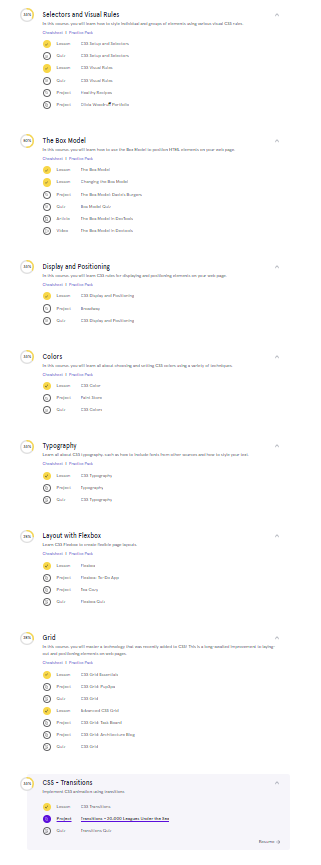 Selectors and Visual Rules
In this course, you will learn how to style individual and groups of elements using various visual CSS rules.
Cheatsheet Practice Pack
Lesson CSS Setup and Selectors
Quiz CSS Setup and Selectors
Lesson CSS Visual Rules
Quiz CSS Visual Rules
Project Healthy Recipes
Project Olivia Woodruff Portfolio
The Box Model
In this course, you will learn how to use the Box Model to position HTML elements on your web page.
Cheatsheet Practice Pack
Lesson The Box Model
Lesson Changing the Box Model
Project The Box Model: Davie's Burgers
Quiz Box Model Quiz
Article The Box Model in DevTools
Video The Box Model in Devtools
Display and Positioning
In this course, you will learn CSS rules for displaying and positioning elements on your web page.
Cheatsheet Practice Pack
Lesson CSS Display and Positioning
Project Broadway
Quiz CSS Display and Positioning
Colors
In this course, you will learn all about choosing and setting CSS colors using a variety of techniques.
Cheatsheet Practice Pack
Lesson CSS Color
Project Paint Store
Quiz CSS Colors
Typography
Learn all about CSS typography, such as how to include fonts from other sources and how to style your text.
Cheatsheet Practice Pack
Lesson CSS Typography
Project Typography
Quiz CSS Typography
Layout with Flexbox
Learn CSS Flexbox to create flexible page layouts.
Cheatsheet Practice Pack
Lesson Flexbox
Project Flexbox: To-Do App
Project Tea Cozy
Quiz Flexbox Quiz
Grid
In this course, you will master a technology that was recently added to CSS! This is a long-awaited improvement to laying-
out and positioning elements on web pages.
Cheatsheet Practice Pack
Lesson CSS Grid Essentials
Project CSS Grid: PupSpa
Quiz CSS Grid
Lesson Advanced CSS Grid
Project CSS Grid: Task Board
Project CSS Grid: Architecture Blog
Quiz CSS Grid
CSS - Transitions
Implement CSS animation using transitions
Lesson CSS Transitions
Project Transitions - 20,000 Leagues Under the Sea
Quiz Transitions Quiz
Resume →